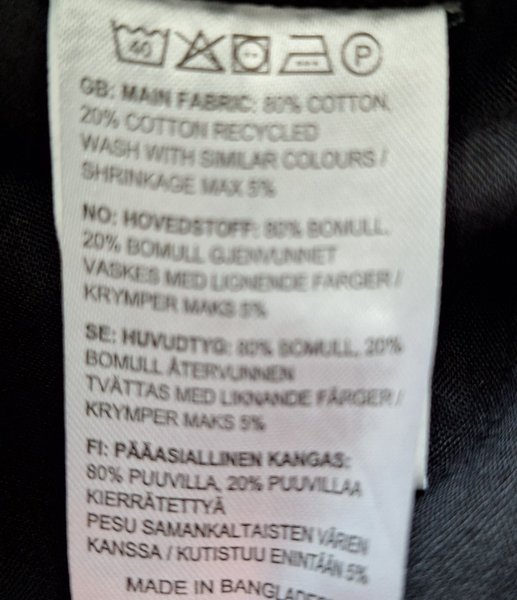 40 P
GB: MAIN FABRIC: 80% COTTON,
20% COTTON RECYCLED
WASH WITH SIMILAR COLOURS /
SHRINKAGE MAX 5%
NO: HOVEDSTOFF: 80% BOMULL,
20% BOMULL GJENVUNNET
VASKES MED LIGNENDE FARGER /
KRYMPER MAKS 5%
SE: HUVUDTYG: 80% BOMULL, 20%
BOMULL ÅTERVUNNEN
TVÄTTAS MED LIKNANDE FÄRGER /
KRYMPER MAKS 5%
FI: PÄÄASIALLINEN KANGAS:
80% PUUVILLA, 20% PUUVILLAA
KIERRÄTETTYÄ
PESU SAMANKALTAISTEN VÄRIEN
KANSSA / KUTISTUU ENINTÄÄN 5%
MADE IN BANGLADES